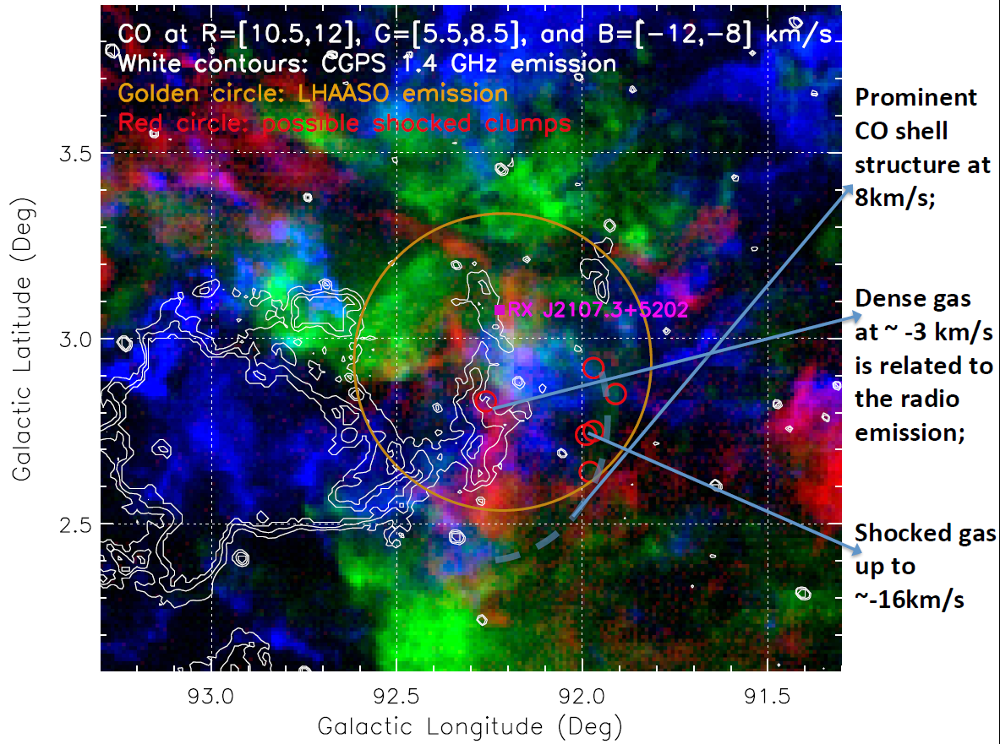 CO at R=[10.5,12], G=[5.5,8.5], and B=[-12,-8] km/s
White contours: CGPS 1.4 GHz emission
Golden circle: LHAASO emission
Red circle: possible shocked clumps
RX J2107.3+5202
3.5
3.0
2.5
Galactic Latitude (Deg)
93.0 92.5 92.0 91.5
Galactic Longitude (Deg)
Prominent
CO shell
structure at
8km/s;
Dense gas
at ~ -3 km/s
is related to
the radio
emission;
Shocked gas
up to
~-16km/s